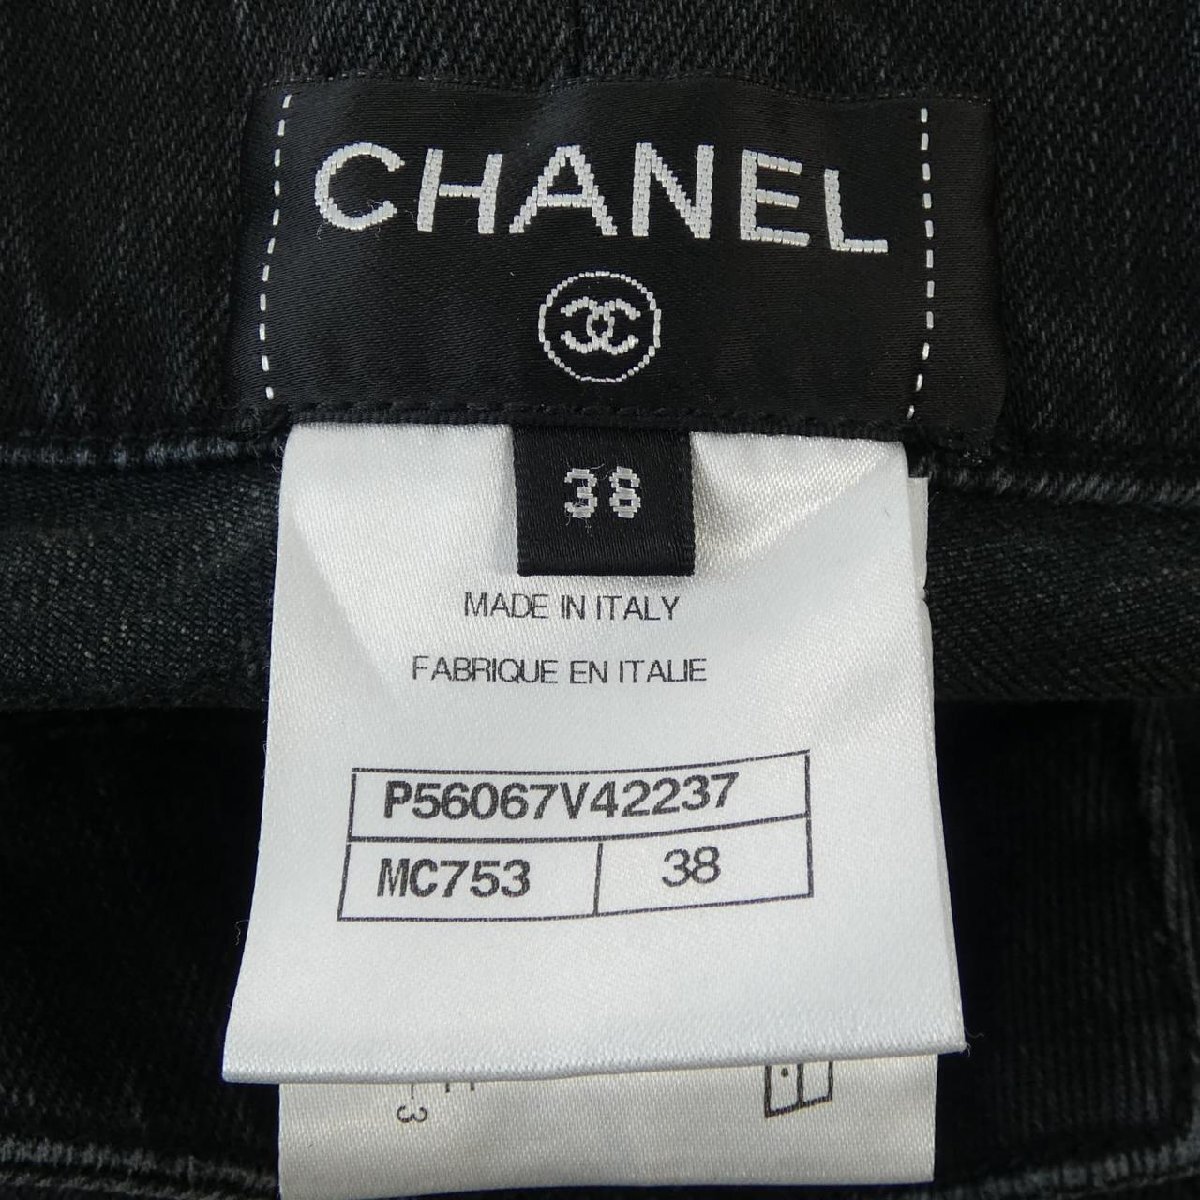 CHANEL
38
MADE IN ITALY
FABRIQUE EN ITALIE
P56067V42237
MC753 38